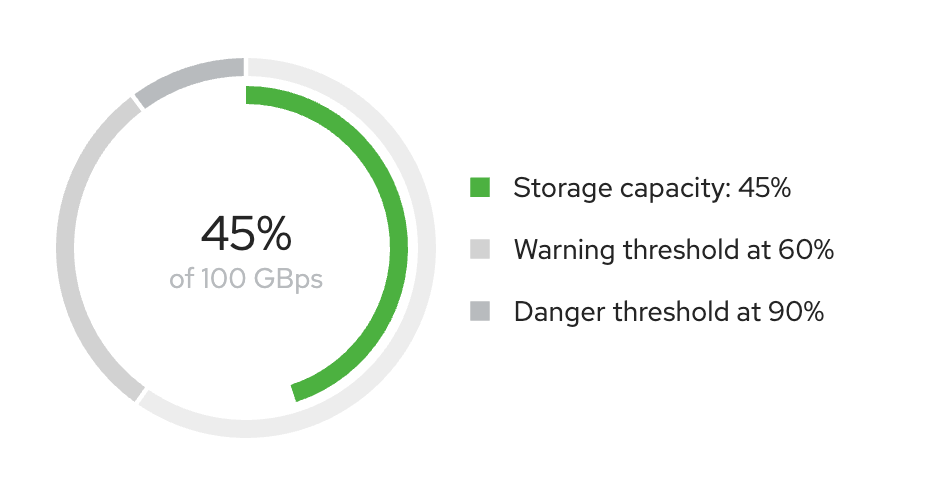 45%
of 100 GBps
Storage capacity: 45%
Warning threshold at 60%
Danger threshold at 90%